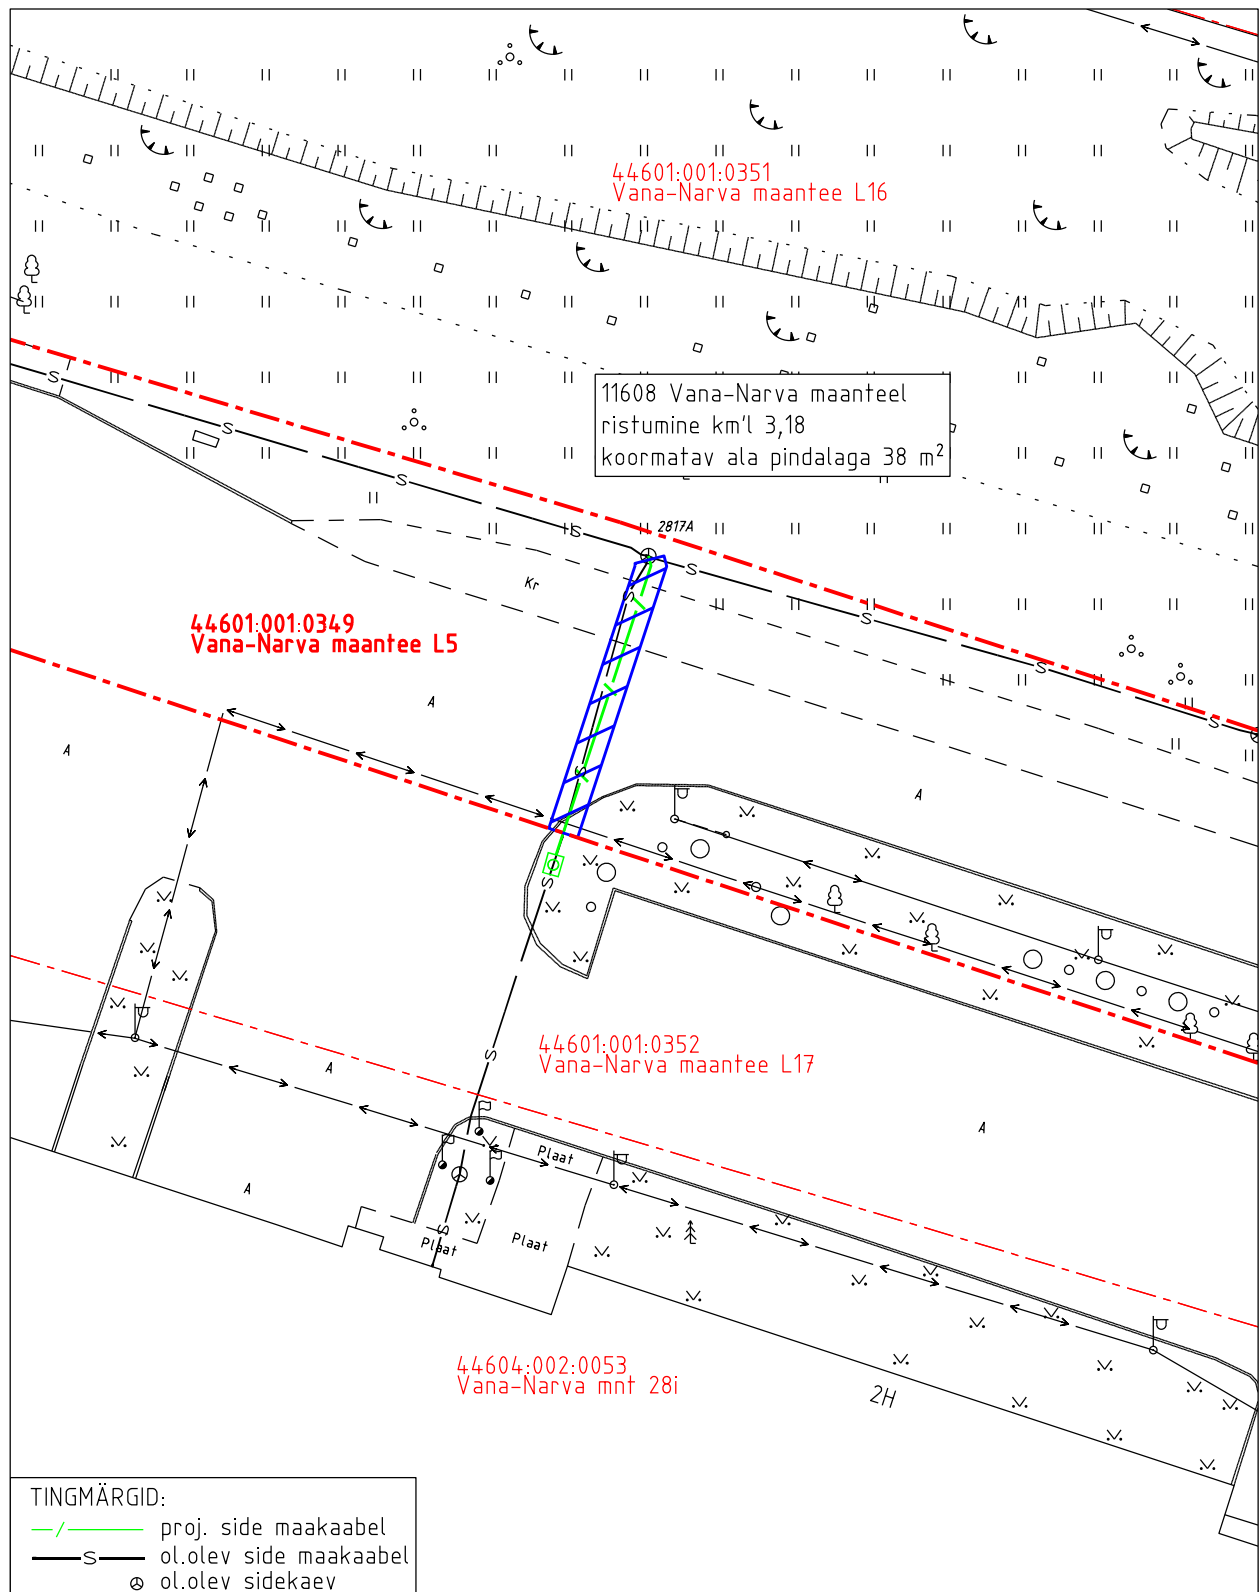 44601:001:0351
Vana-Narva maantee L16
11608 Vana-Narva maanteel
ristumine km'l 3,18
koormatav ala pindalaga 38 m²
2817A
S
S
S
S
S
S
S
S
S
Kr
44601:001:0349
Vana-Narva maantee L5
A
A
A
S
S
S
44601:001:0352
Vana-Narva maantee L17
S
A
A
A
Plaat
Plaat
Plaat
S
44604:002:0053
Vana-Narva mnt 28i
2H
TINGMÄRGID:
proj. side maakaabel
S ol.olev side maakaabel
ol.olev sidekaev